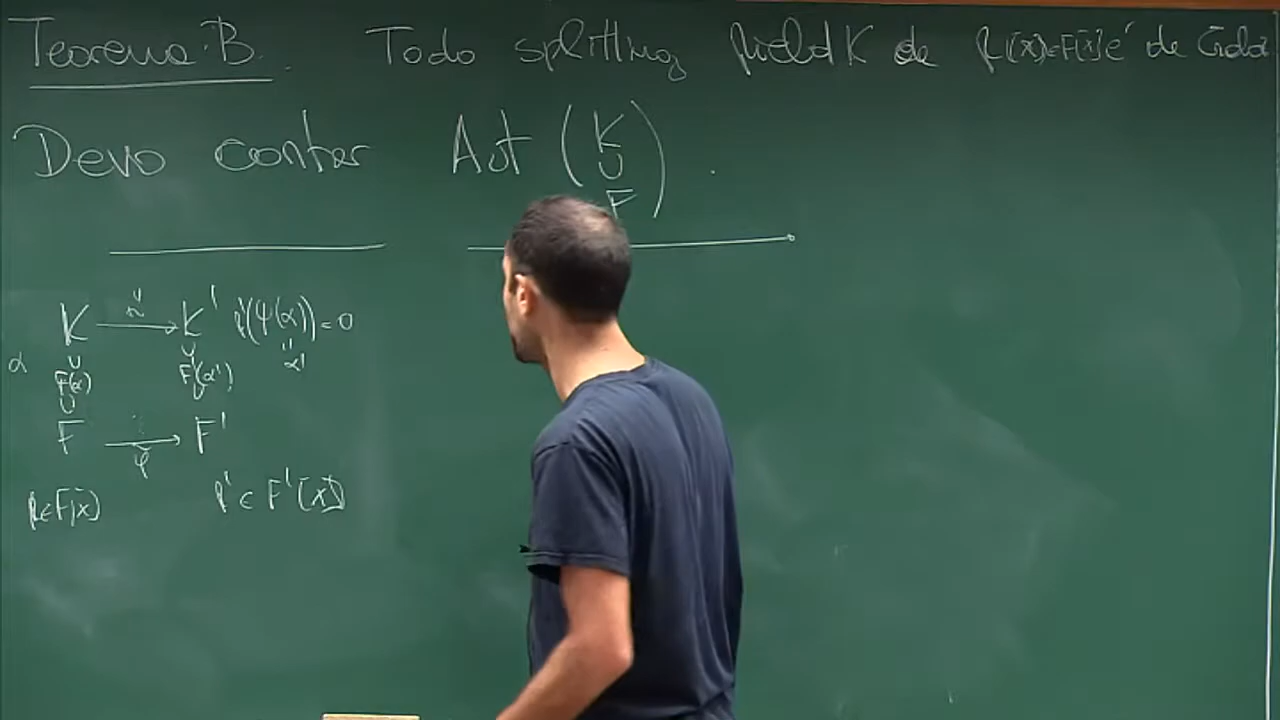 Teorema B. Todo splitting field K de p(x)∈F[x] é de Galois
Devo contar Aut (K
∪
F) .
K → K' p'(ψ(α)) = 0
α ∪ ∪ " α'
F(α) F'(α')
∪ ∪
F → F'
φ
p∈F[x] p' ∈ F'[x]